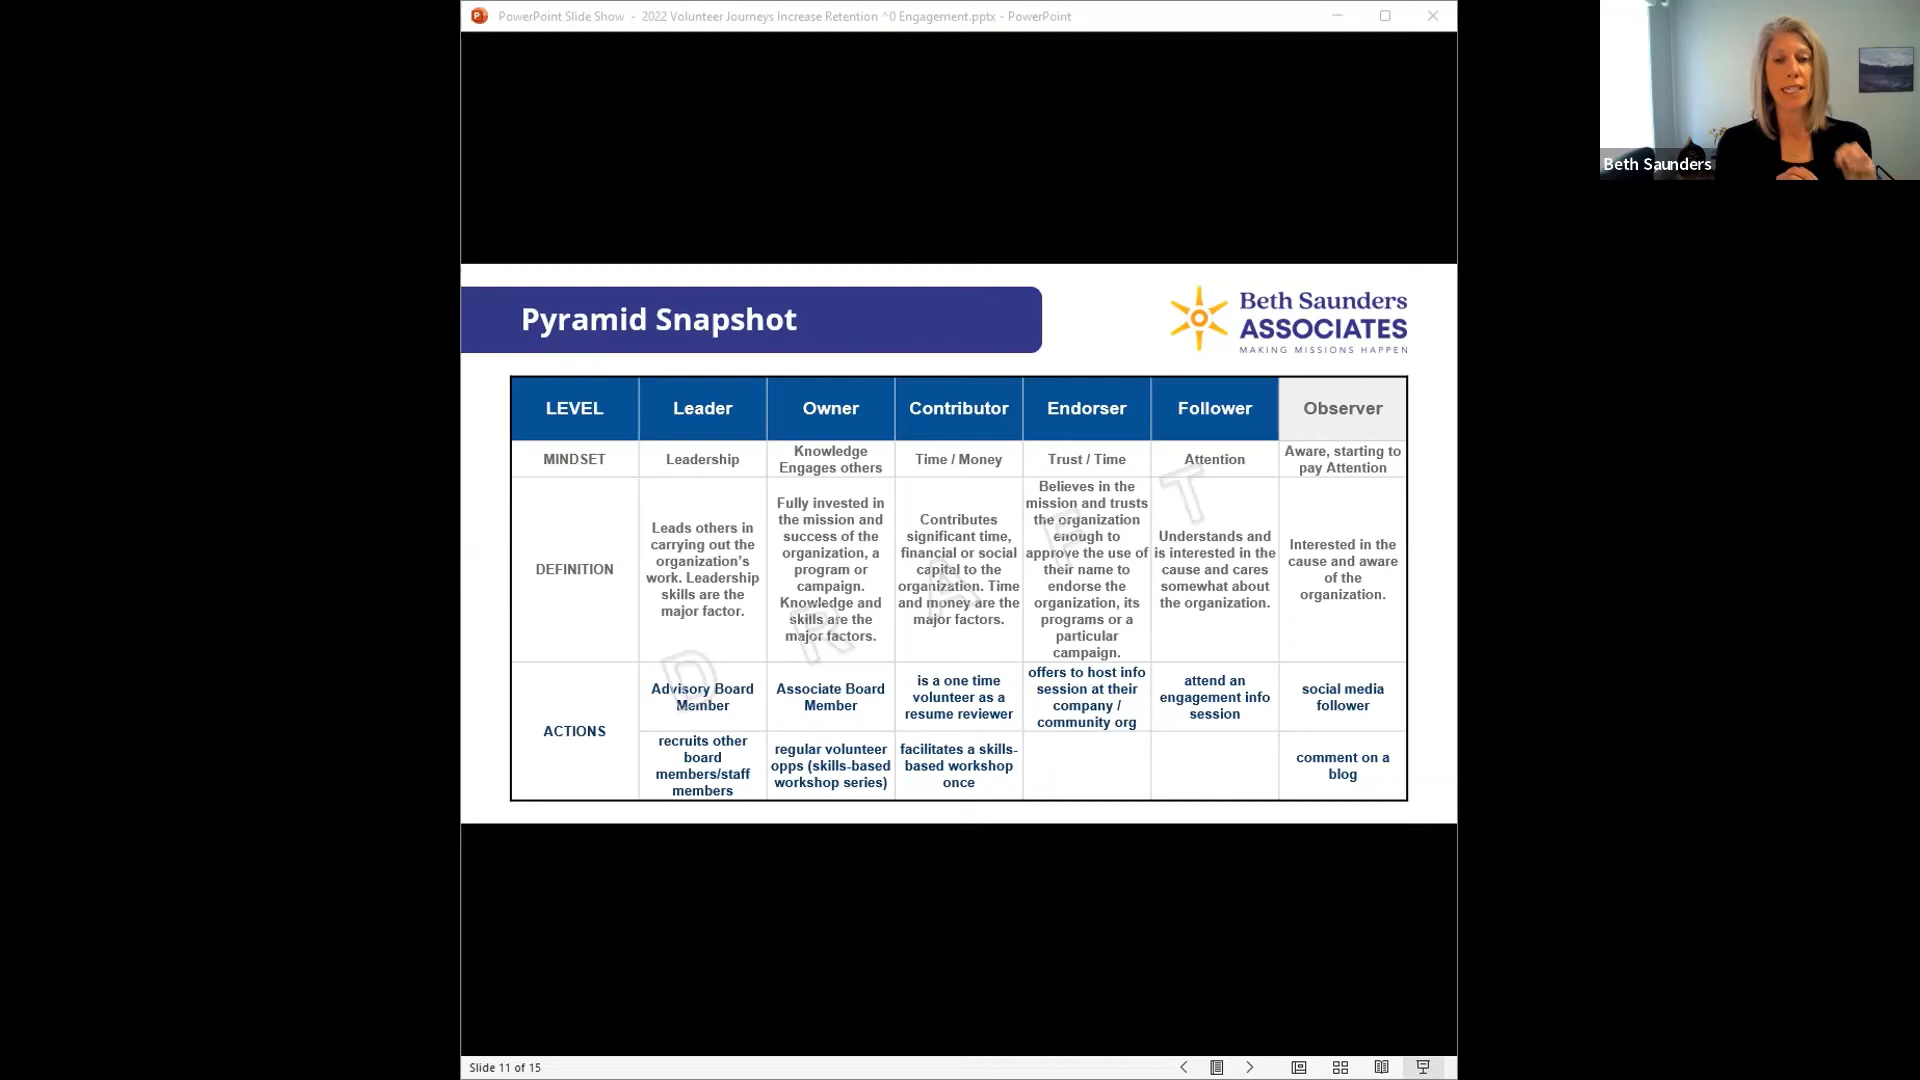 PowerPoint Slide Show - 2022 Volunteer Journeys Increase Retention ^0 Engagement.pptx - PowerPoint
Beth Saunders
Pyramid Snapshot
Beth Saunders
ASSOCIATES
MAKING MISSIONS HAPPEN
LEVEL
Leader
Owner
Contributor
Endorser
Follower
Observer
MINDSET
Leadership
Knowledge
Engages others
Time / Money
Trust / Time
Attention
Aware, starting to
pay Attention
DEFINITION
Leads others in
carrying out the
organization's
work. Leadership
skills are the
major factor.
Fully invested in
the mission and
success of the
organization, a
program or
campaign.
Knowledge and
skills are the
major factors.
Contributes
significant time,
financial or social
capital to the
organization. Time
and money are the
major factors.
Believes in the
mission and trusts
the organization
enough to
approve the use of
their name to
endorse the
organization, its
programs or a
particular
campaign.
Understands and
is interested in the
cause and cares
somewhat about
the organization.
Interested in the
cause and aware
of the
organization.
ACTIONS
Advisory Board
Member
Associate Board
Member
is a one time
volunteer as a
resume reviewer
offers to host info
session at their
company /
community org
attend an
engagement info
session
social media
follower
recruits other
board
members/staff
members
regular volunteer
opps (skills-based
workshop series)
facilitates a skills-
based workshop
once
comment on a
blog
DRAFT
Slide 11 of 15